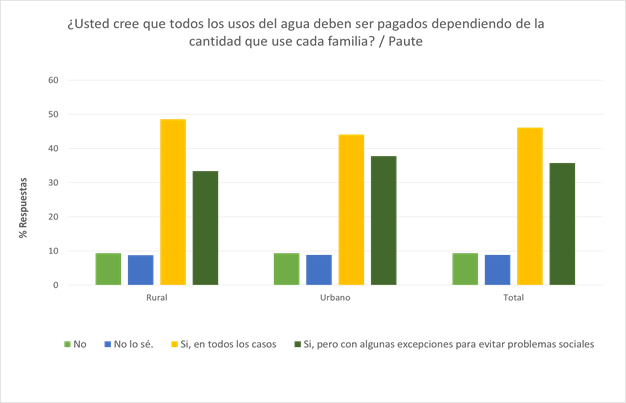 ¿Usted cree que todos los usos del agua deben ser pagados dependiendo de la
cantidad que use cada familia? / Paute
60
50
40
30
20
10
0
% Respuestas
Rural
Urbano
Total
No
No lo sé.
Si, en todos los casos
Si, pero con algunas excepciones para evitar problemas sociales